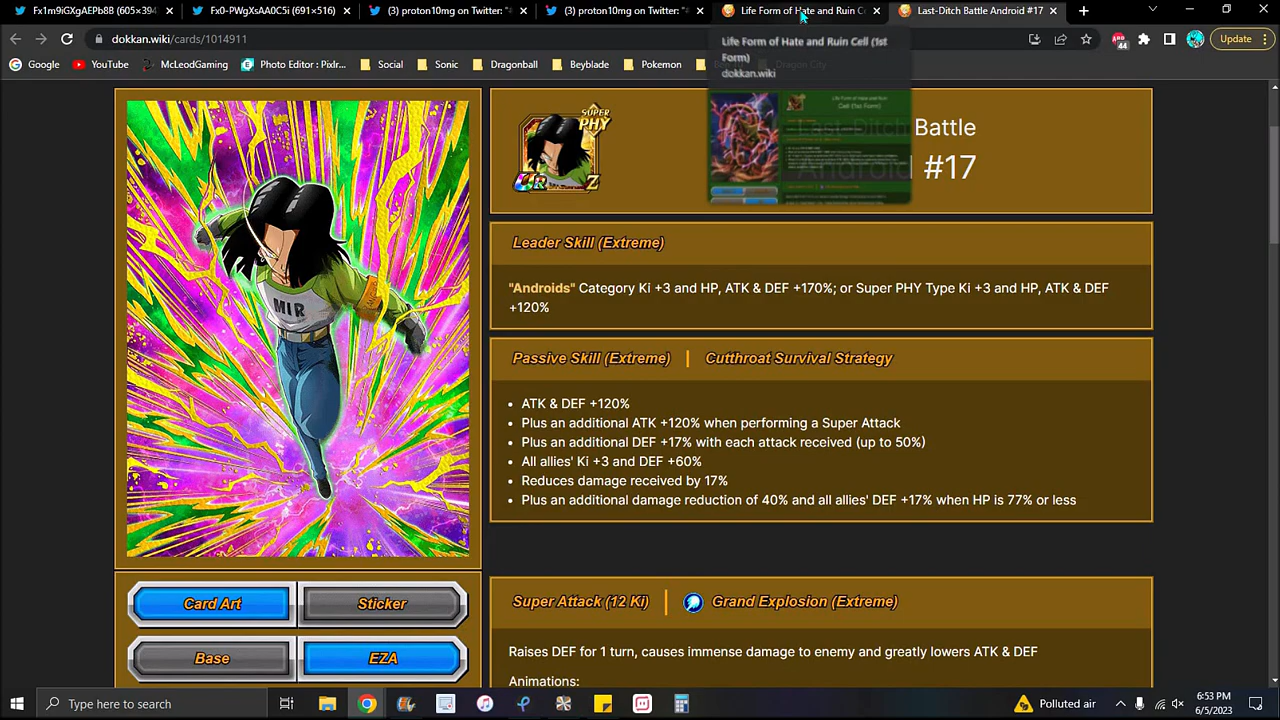 Fx1m9iGXgAEPbB8 (605×394
Fx0-PWgXsAA0C5i (691×516)
(3) proton10mg on Twitter: "
(3) proton10mg on Twitter: "
Life Form of Hate and Ruin C
Last-Ditch Battle Android #17
dokkan.wiki/cards/1014911
44
Update
Google
YouTube
McLeodGaming
Photo Editor : Pixlr...
Social
Sonic
Dragonball
Beyblade
Pokemon
Dragon City
Life Form of Hate and Ruin Cell (1st
Form)
dokkan.wiki
SUPER
PHY
UR
Z
Last-Ditch Battle
Android #17
Leader Skill (Extreme)
"Androids" Category Ki +3 and HP, ATK & DEF +170%; or Super PHY Type Ki +3 and HP, ATK & DEF
+120%
Passive Skill (Extreme) | Cutthroat Survival Strategy
ATK & DEF +120%
Plus an additional ATK +120% when performing a Super Attack
Plus an additional DEF +17% with each attack received (up to 50%)
All allies' Ki +3 and DEF +60%
Reduces damage received by 17%
Plus an additional damage reduction of 40% and all allies' DEF +17% when HP is 77% or less
MIR
Card Art
Sticker
Base
EZA
Super Attack (12 Ki) | Grand Explosion (Extreme)
Raises DEF for 1 turn, causes immense damage to enemy and greatly lowers ATK & DEF
Animations:
Type here to search
Polluted air
6:53 PM
6/5/2023